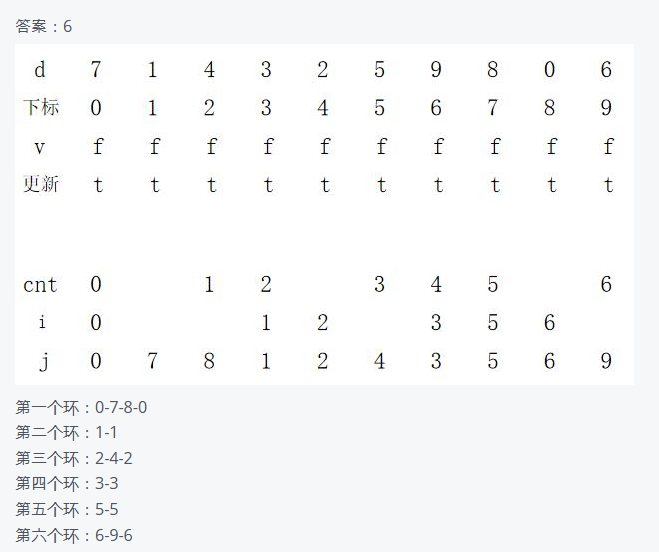 答案：6
d 7 1 4 3 2 5 9 8 0 6
下标 0 1 2 3 4 5 6 7 8 9
v f f f f f f f f f f
更新 t t t t t t t t t t
cnt 0 1 2 3 4 5 6
i 0 1 2 3 5 6
j 0 7 8 1 2 4 3 5 6 9
第一个环：0-7-8-0
第二个环：1-1
第三个环：2-4-2
第四个环：3-3
第五个环：5-5
第六个环：6-9-6